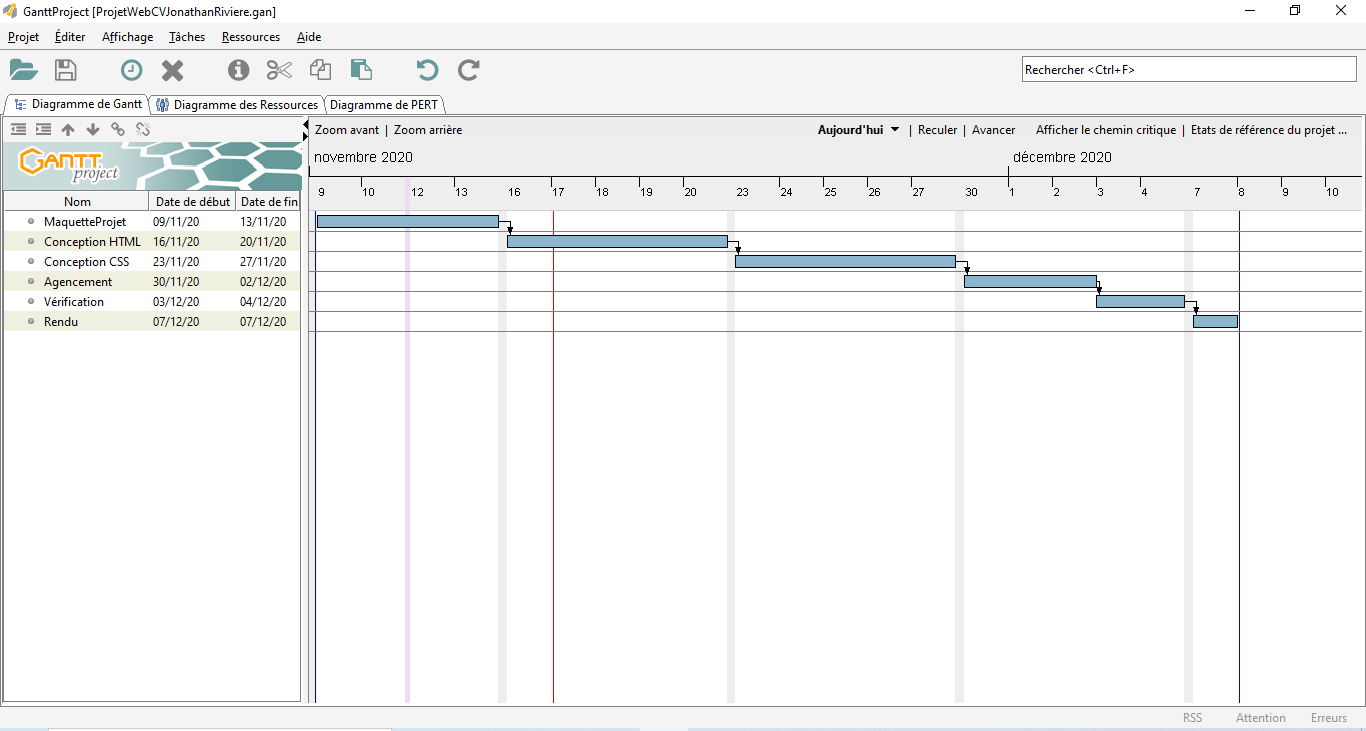 GanttProject [ProjetWebCVJonathanRiviere.gan]
Projet Éditer Affichage Tâches Ressources Aide
Rechercher <Ctrl+F>
Diagramme de Gantt Diagramme des Ressources Diagramme de PERT
Zoom avant | Zoom arrière Aujourd'hui | Reculer | Avancer Afficher le chemin critique | Etats de référence du projet ...
GANTT project
novembre 2020 décembre 2020
9 10 12 13 16 17 18 19 20 23 24 25 26 27 30 1 2 3 4 7 8 9 10
Nom Date de début Date de fin
MaquetteProjet 09/11/20 13/11/20
Conception HTML 16/11/20 20/11/20
Conception CSS 23/11/20 27/11/20
Agencement 30/11/20 02/12/20
Vérification 03/12/20 04/12/20
Rendu 07/12/20 07/12/20
RSS Attention Erreurs